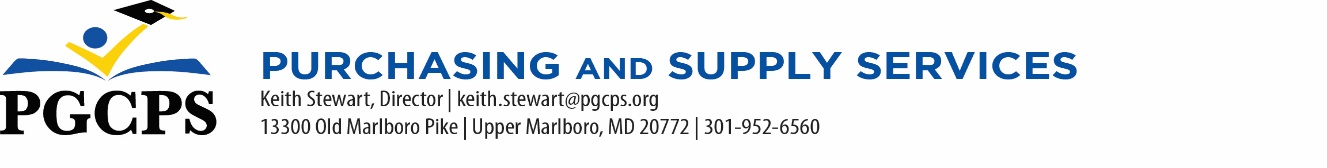 PGCPS
PURCHASING AND SUPPLY SERVICES
Keith Stewart, Director | keith.stewart@pgcps.org
13300 Old Marlboro Pike | Upper Marlboro, MD 20772 | 301-952-6560